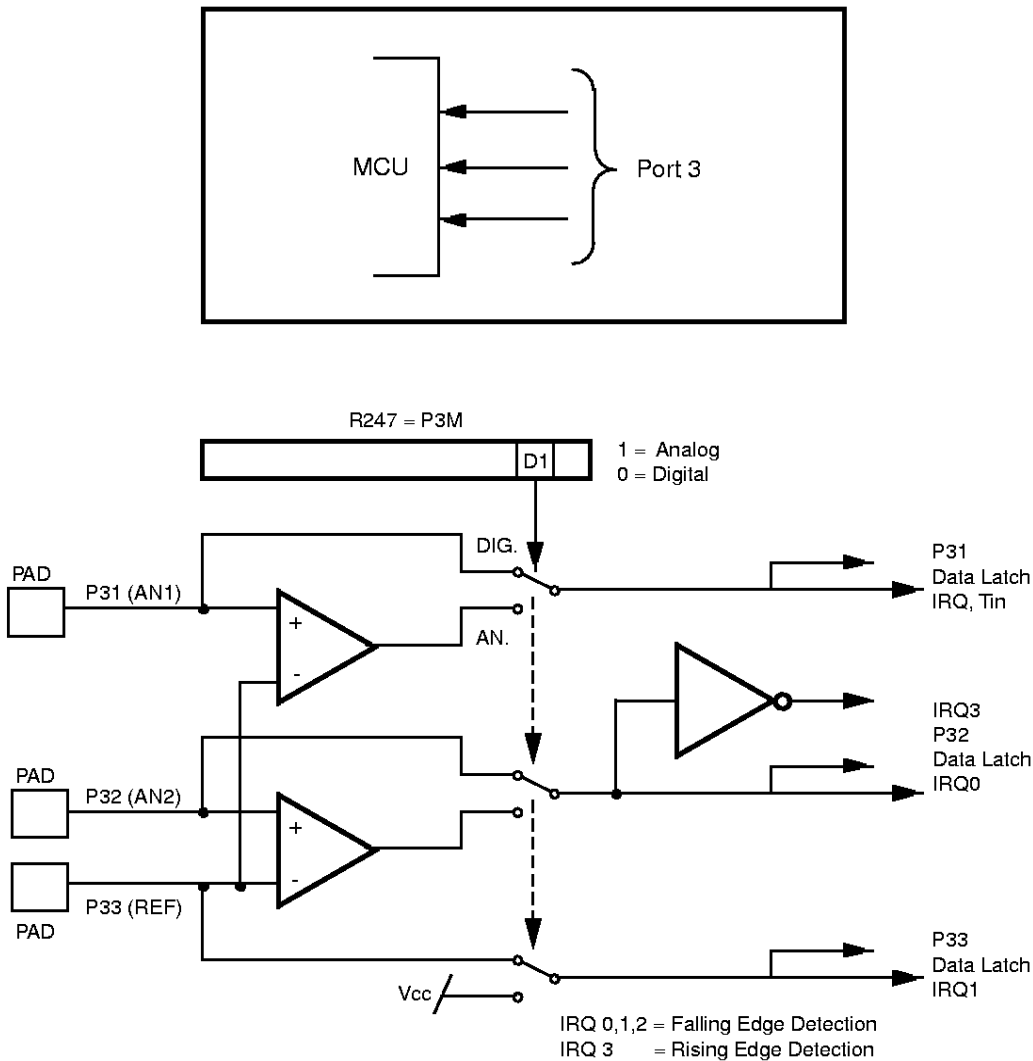 MCU
Port 3
R247 = P3M
D1
1 = Analog
0 = Digital
DIG.
AN.
PAD
P31 (AN1)
+
-
P31
Data Latch
IRQ, Tin
IRQ3
P32
Data Latch
IRQ0
PAD
P32 (AN2)
+
-
P33 (REF)
PAD
Vcc
P33
Data Latch
IRQ1
IRQ 0,1,2 = Falling Edge Detection
IRQ 3 = Rising Edge Detection